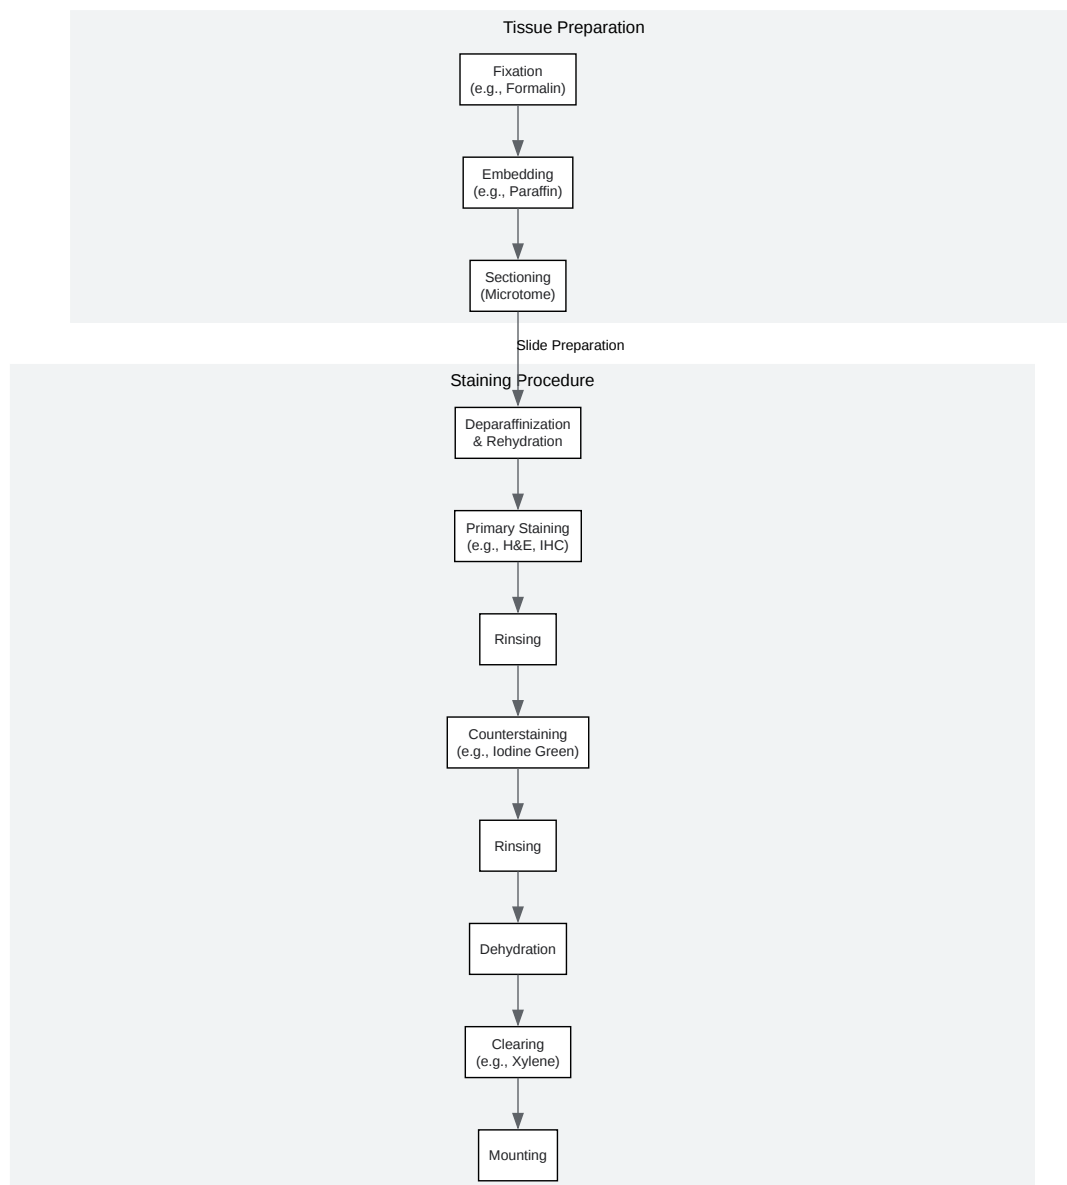 Tissue Preparation
Fixation
(e.g., Formalin)
Embedding
(e.g., Paraffin)
Sectioning
(Microtome)
Slide Preparation
Staining Procedure
Deparaffinization
& Rehydration
Primary Staining
(e.g., H&E, IHC)
Rinsing
Counterstaining
(e.g., Iodine Green)
Rinsing
Dehydration
Clearing
(e.g., Xylene)
Mounting